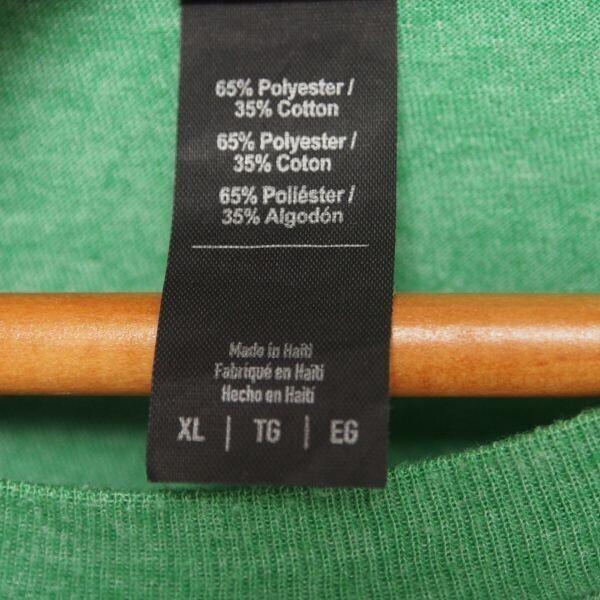 65% Polyester /
35% Cotton
65% Polyester /
35% Coton
65% Poliéster /
35% Algodón
Made in Haiti
Fabriqué en Haïti
Hecho en Haiti
XL | TG | EG